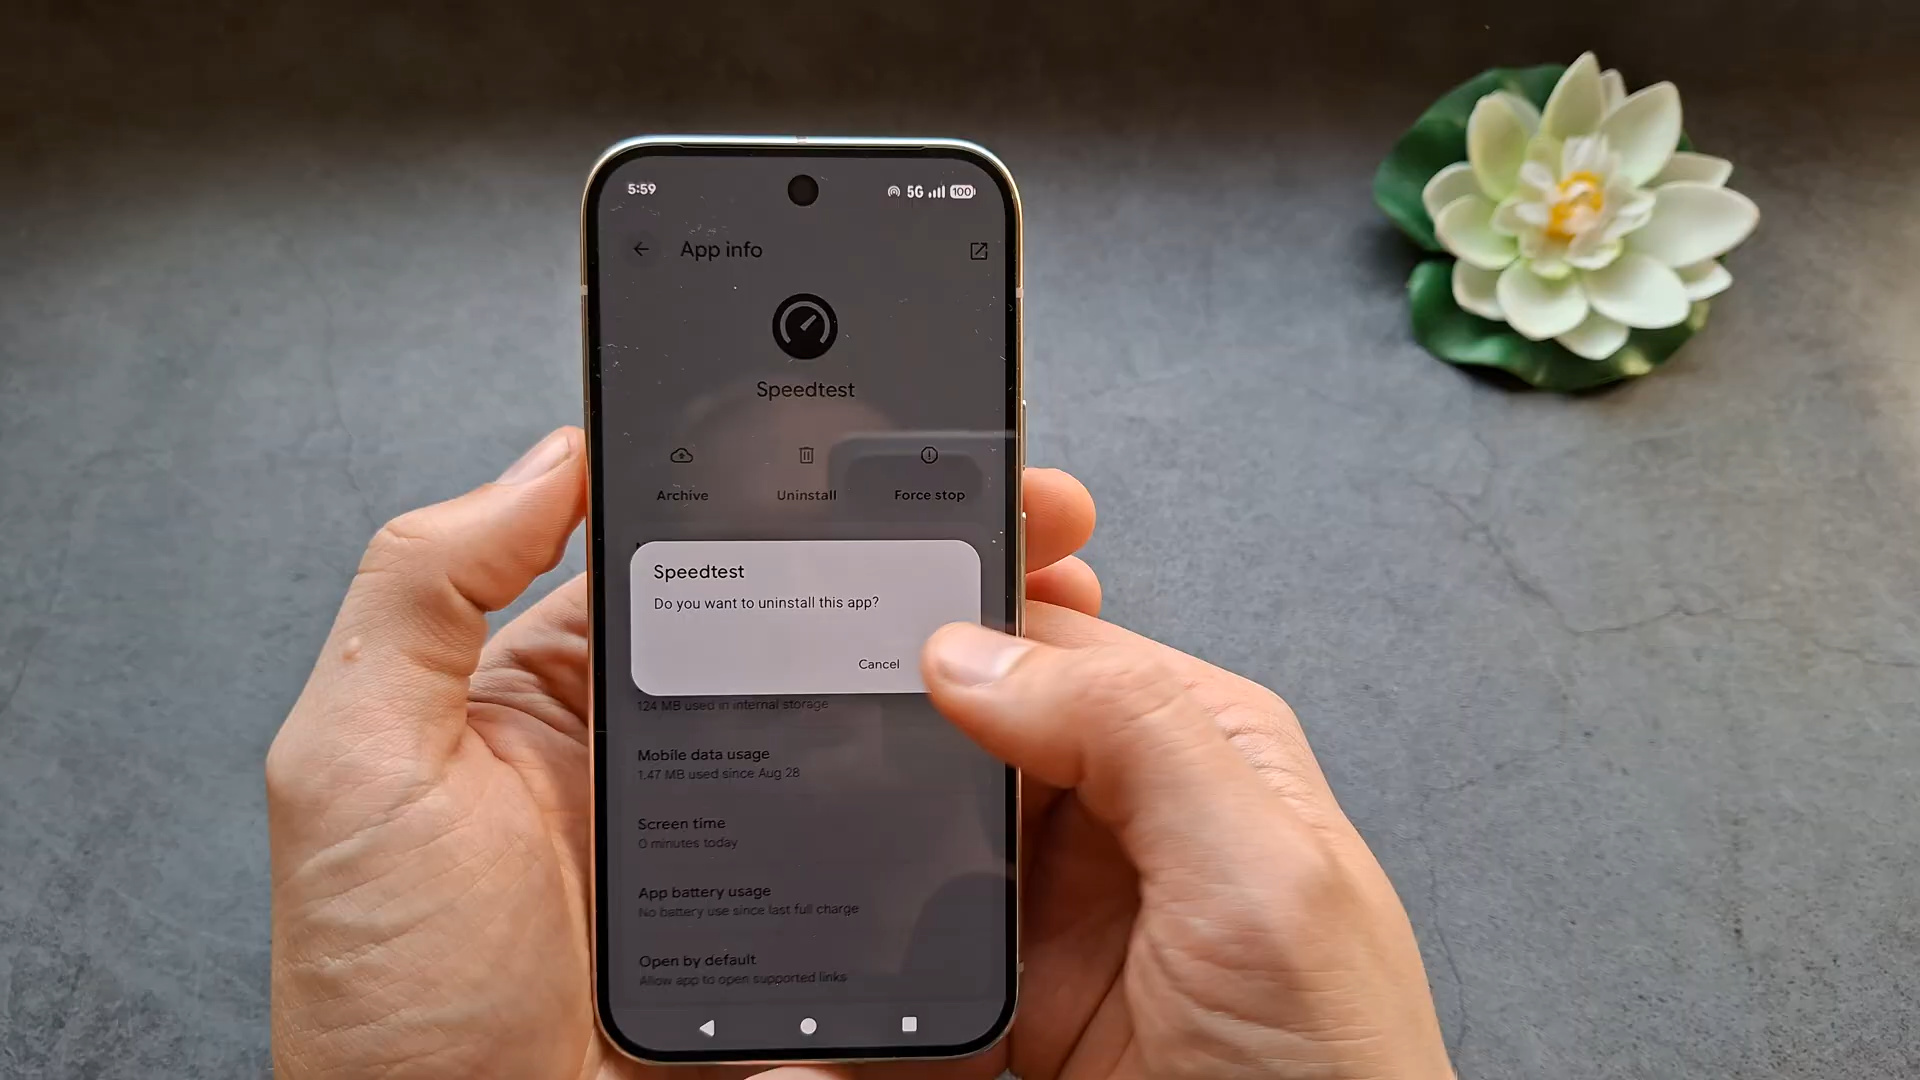 5:59
5G 100
App info
Speedtest
Archive Uninstall Force stop
Speedtest
Do you want to uninstall this app?
Cancel
124 MB used in internal storage
Mobile data usage
1.47 MB used since Aug 28
Screen time
0 minutes today
App battery usage
No battery use since last full charge
Open by default
Allow app to open supported links